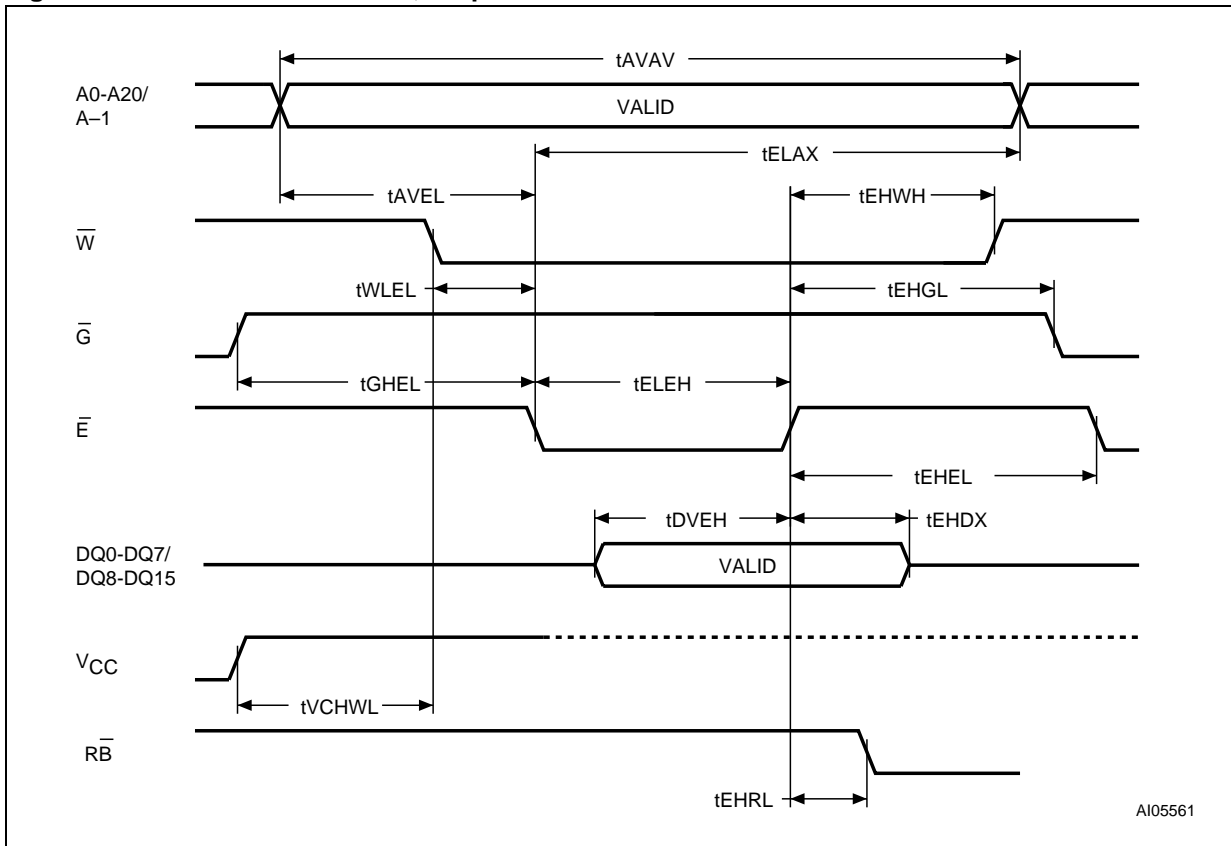 tAVAV
A0-A20/
A–1
VALID
tELAX
tAVEL
tEHWH
W̅
tWLEL
tEHGL
G̅
tGHEL
tELEH
E̅
tEHEL
tDVEH
tEHDX
DQ0-DQ7/
DQ8-DQ15
VALID
VCC
tVCHWL
RB̅
tEHRL
AI05561